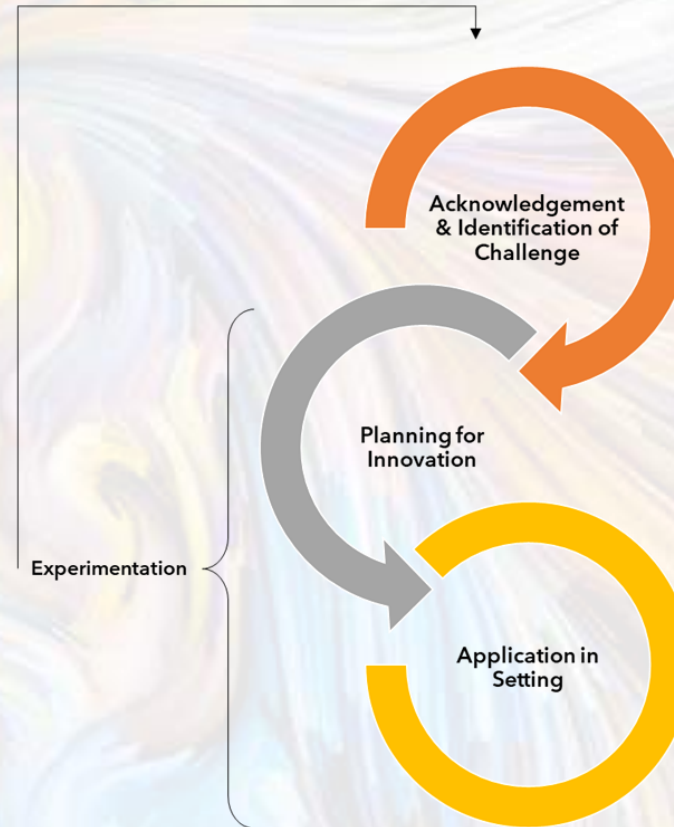 Acknowledgement
& Identification of
Challenge
Planning for
Innovation
Experimentation
Application in
Setting